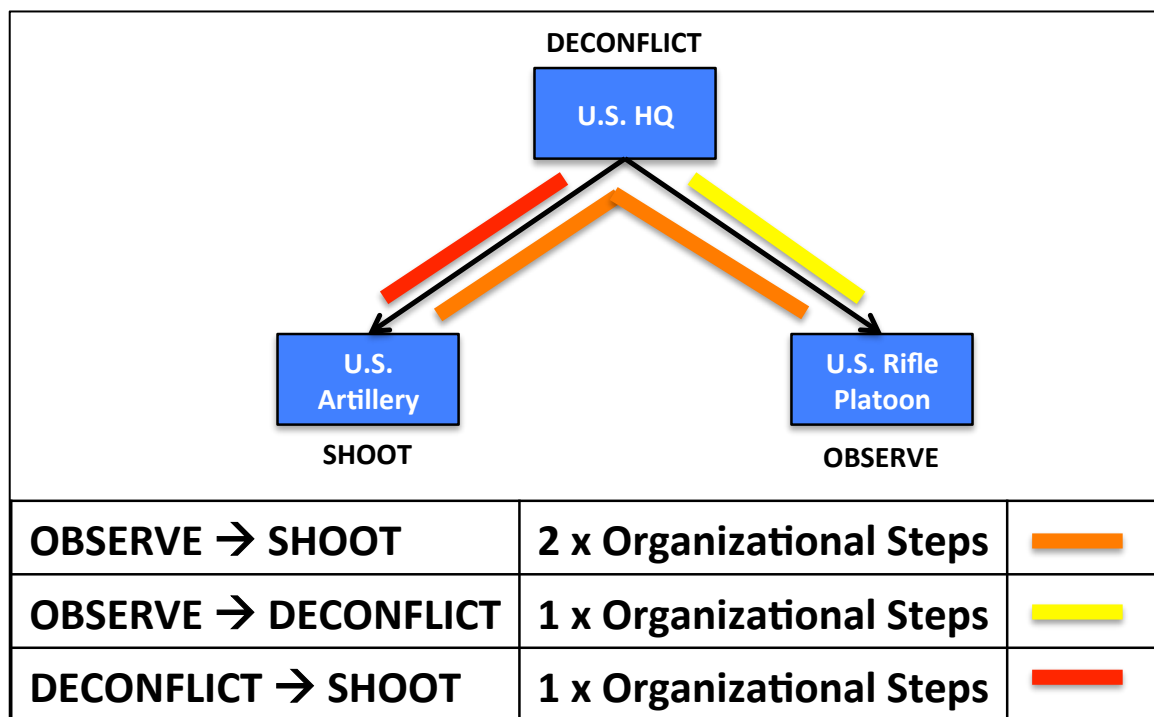 DECONFLICT
U.S. HQ
U.S.
Artillery
SHOOT
U.S. Rifle
Platoon
OBSERVE
OBSERVE → SHOOT
2 x Organizational Steps
OBSERVE → DECONFLICT
1 x Organizational Steps
DECONFLICT → SHOOT
1 x Organizational Steps